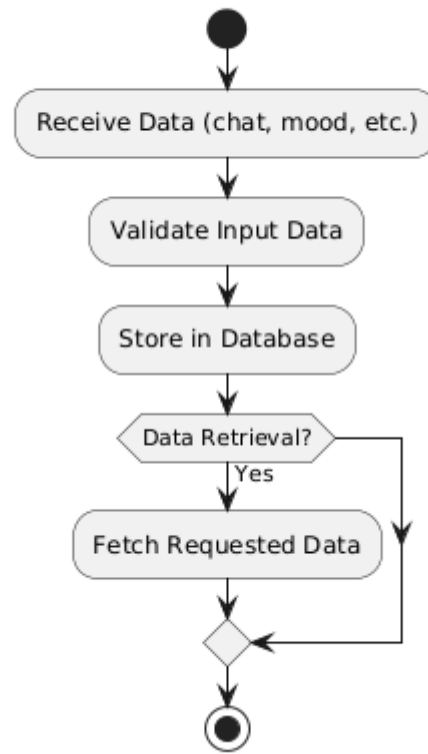 Receive Data (chat, mood, etc.)
Validate Input Data
Store in Database
Data Retrieval?
Yes
Fetch Requested Data